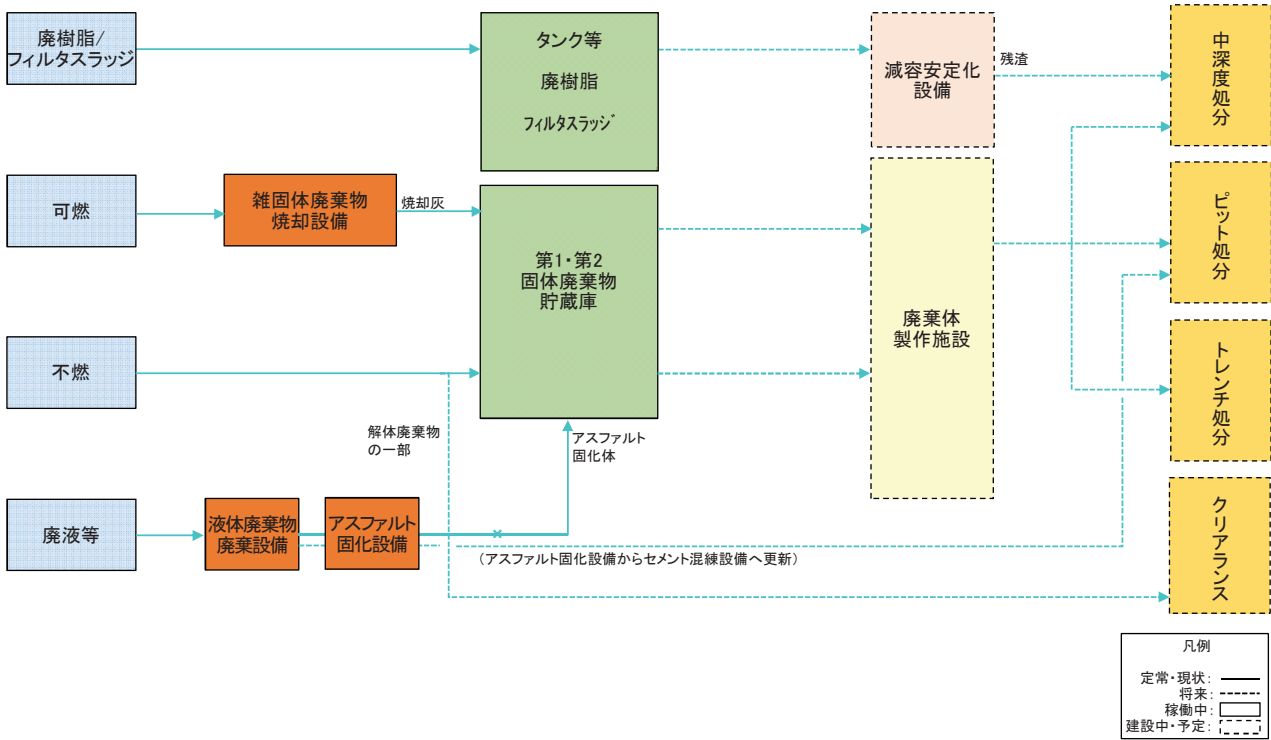 廃樹脂/
フィルタスラッジ
タンク等
廃樹脂
フィルタスラッジ
減容安定化
設備
残渣
中深度処分
可燃
雑固体廃棄物
焼却設備
焼却灰
第1・第2
固体廃棄物
貯蔵庫
廃棄体
製作施設
ピット処分
不燃
解体廃棄物
の一部
アスファルト
固化体
トレンチ処分
廃液等
液体廃棄物
廃棄設備
アスファルト
固化設備
(アスファルト固化設備からセメント混練設備へ更新)
クリアランス
凡例
定常・現状:
将来:
稼働中:
建設中・予定: